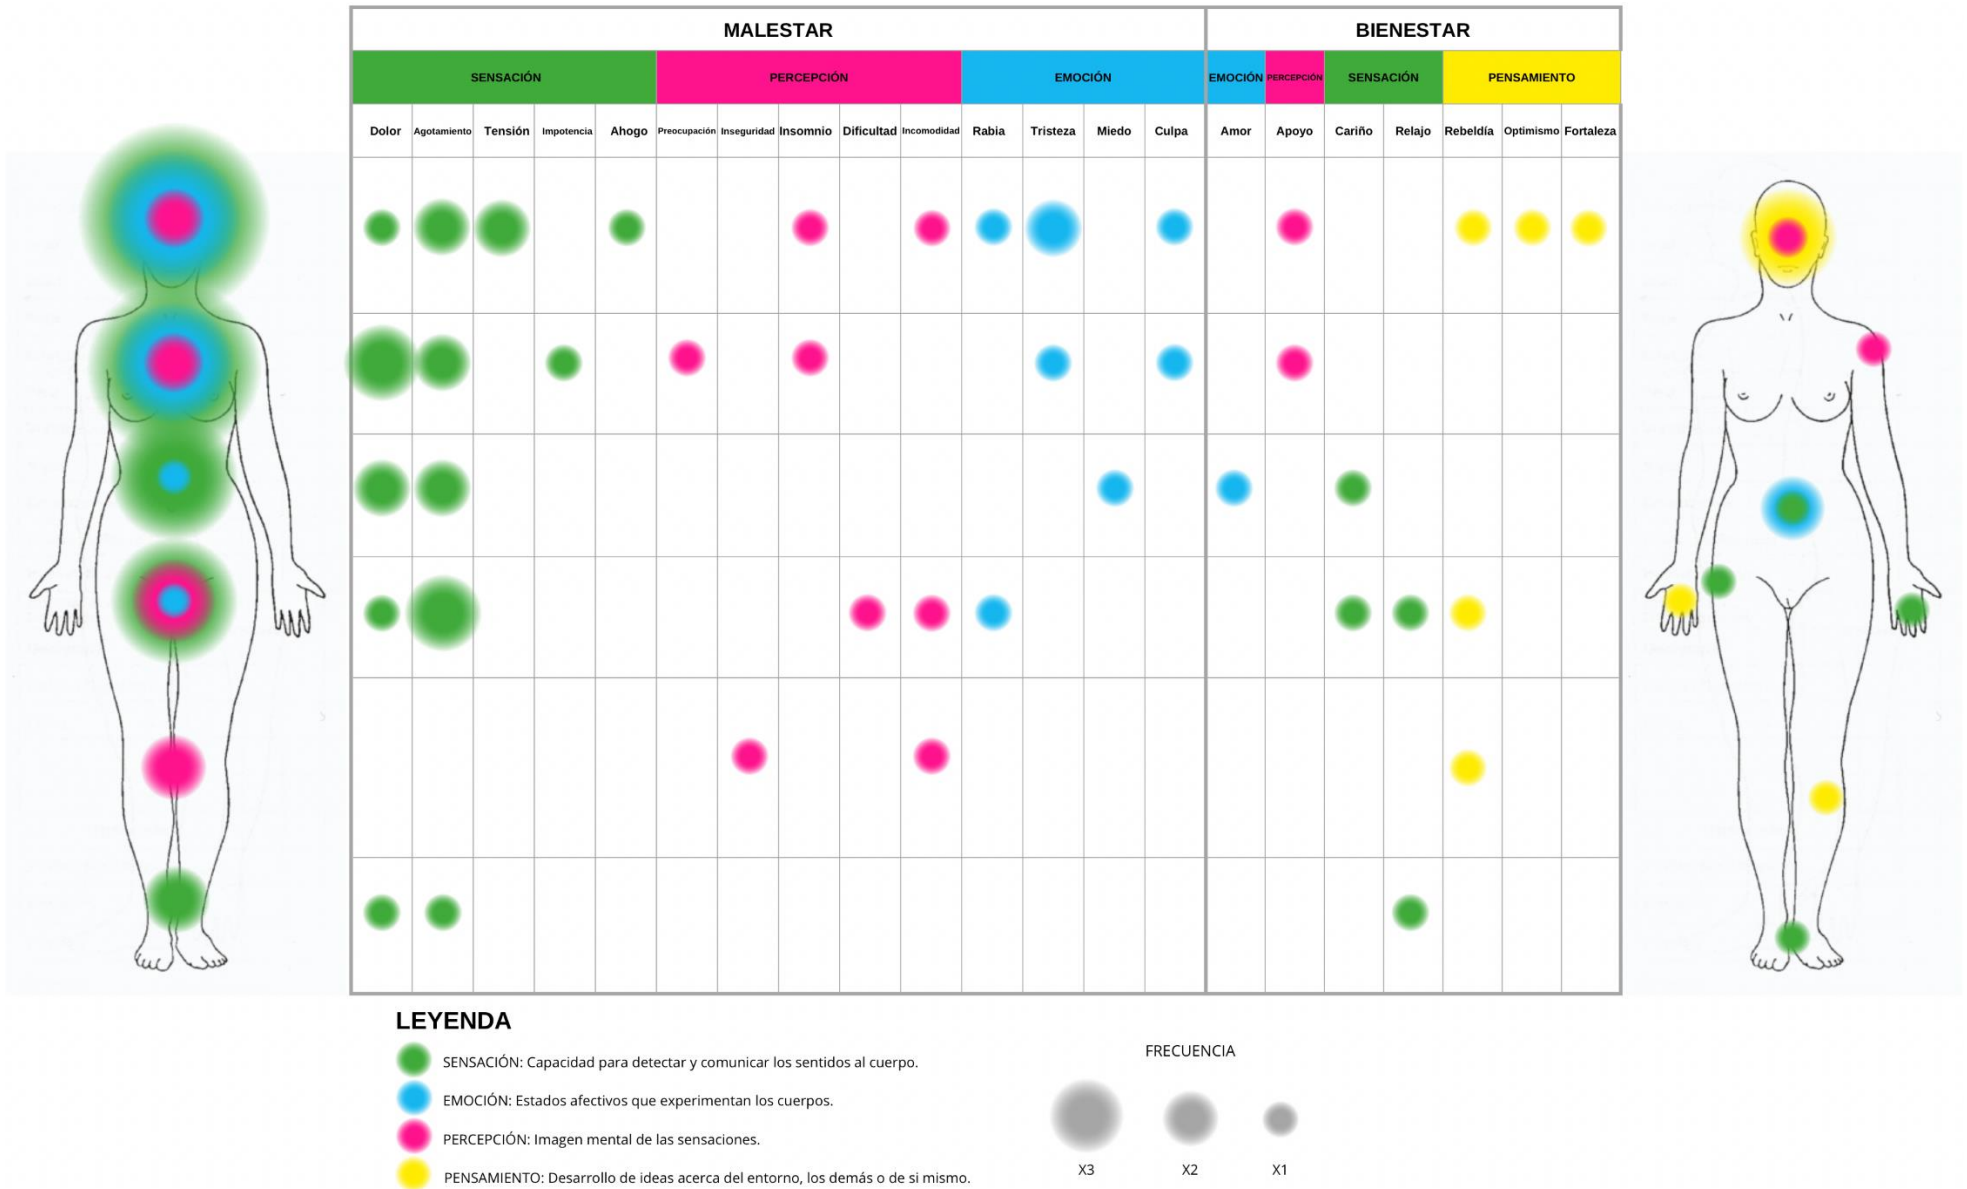 MALESTAR BIENESTAR
SENSACIÓN PERCEPCIÓN EMOCIÓN EMOCIÓN PERCEPCIÓN SENSACIÓN PENSAMIENTO
Dolor Agotamiento Tensión Impotencia Ahogo Preocupación Inseguridad Insomnio Dificultad Incomodidad Rabia Tristeza Miedo Culpa Amor Apoyo Cariño Relajo Rebeldía Optimismo Fortaleza
LEYENDA
SENSACIÓN: Capacidad para detectar y comunicar los sentidos al cuerpo.
EMOCIÓN: Estados afectivos que experimentan los cuerpos.
PERCEPCIÓN: Imagen mental de las sensaciones.
PENSAMIENTO: Desarrollo de ideas acerca del entorno, los demás o de si mismo.
FRECUENCIA
X3 X2 X1